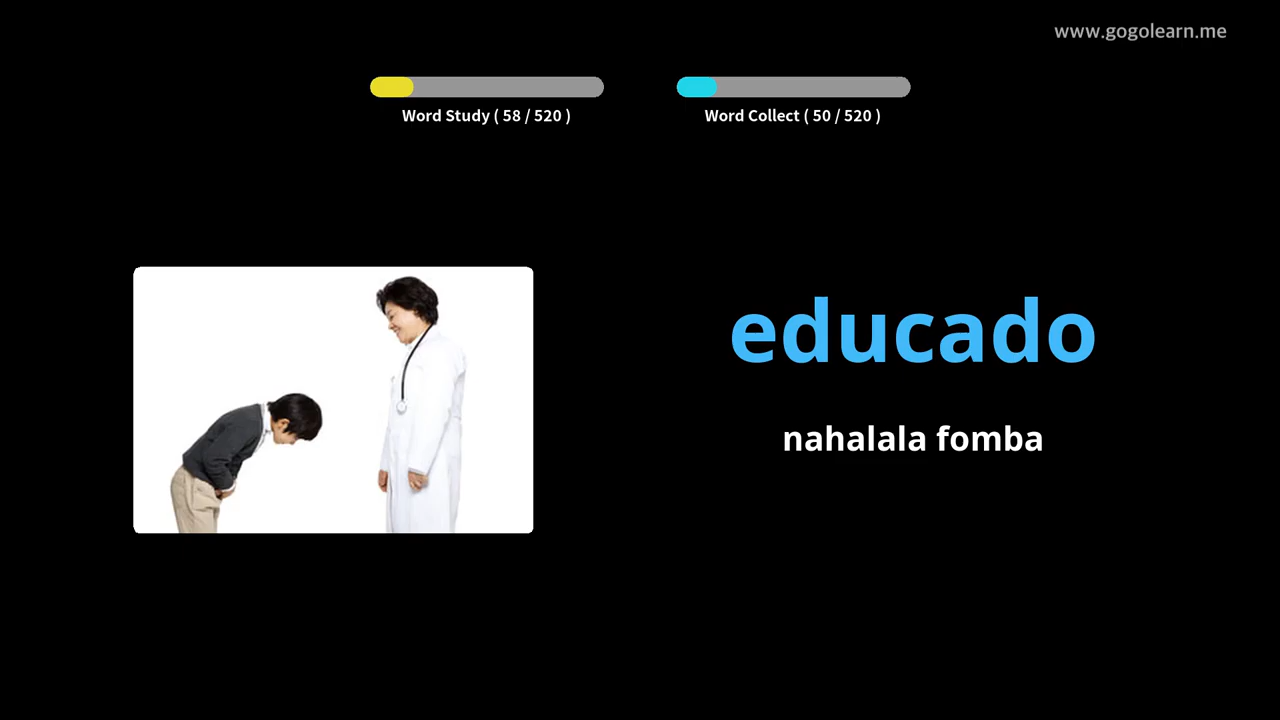 www.gogolearn.me
Word Study ( 58 / 520 )
Word Collect ( 50 / 520 )
educado
nahalala fomba